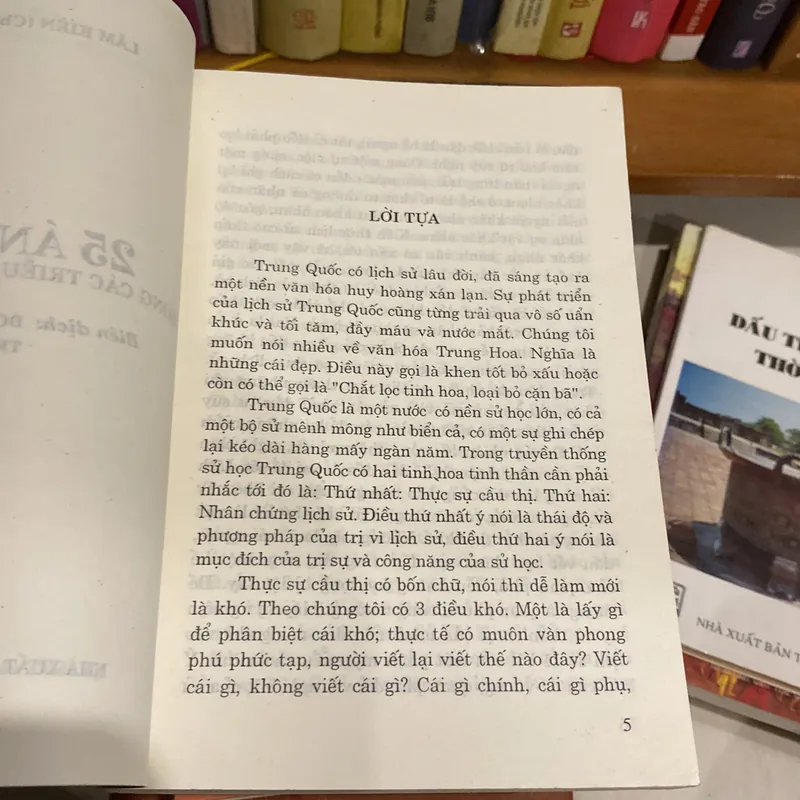 LỜI TỰA
Trung Quốc có lịch sử lâu đời, đã sáng tạo ra
một nền văn hóa huy hoàng xán lạn. Sự phát triển
của lịch sử Trung Quốc cũng từng trải qua vô số uẩn
khúc và tối tăm, đầy máu và nước mắt. Chúng tôi
muốn nói nhiều về văn hóa Trung Hoa. Nghĩa là
những cái đẹp. Điều này gọi là khen tốt bỏ xấu hoặc
còn có thể gọi là "Chắt lọc tinh hoa, loại bỏ cặn bã".
Trung Quốc là một nước có nền sử học lớn, có cả
một bộ sử mênh mông như biển cả, có một sự ghi chép
lại kéo dài hàng mấy ngàn năm. Trong truyền thống
sử học Trung Quốc có hai tinh hoa tinh thần cần phải
nhắc tới đó là: Thứ nhất: Thực sự cầu thị. Thứ hai:
Nhân chứng lịch sử. Điều thứ nhất ý nói là thái độ và
phương pháp của trị vì lịch sử, điều thứ hai ý nói là
mục đích của trị sự và công năng của sử học.
Thực sự cầu thị có bốn chữ, nói thì dễ làm mới
là khó. Theo chúng tôi có 3 điều khó. Một là lấy gì
để phân biệt cái khó; thực tế có muôn vàn phong
phú phức tạp, người viết lại viết thế nào đây? Viết
cái gì, không viết cái gì? Cái gì chính, cái gì phụ,
5
DẤU
THỜ
NHÀ XUẤT BẢN